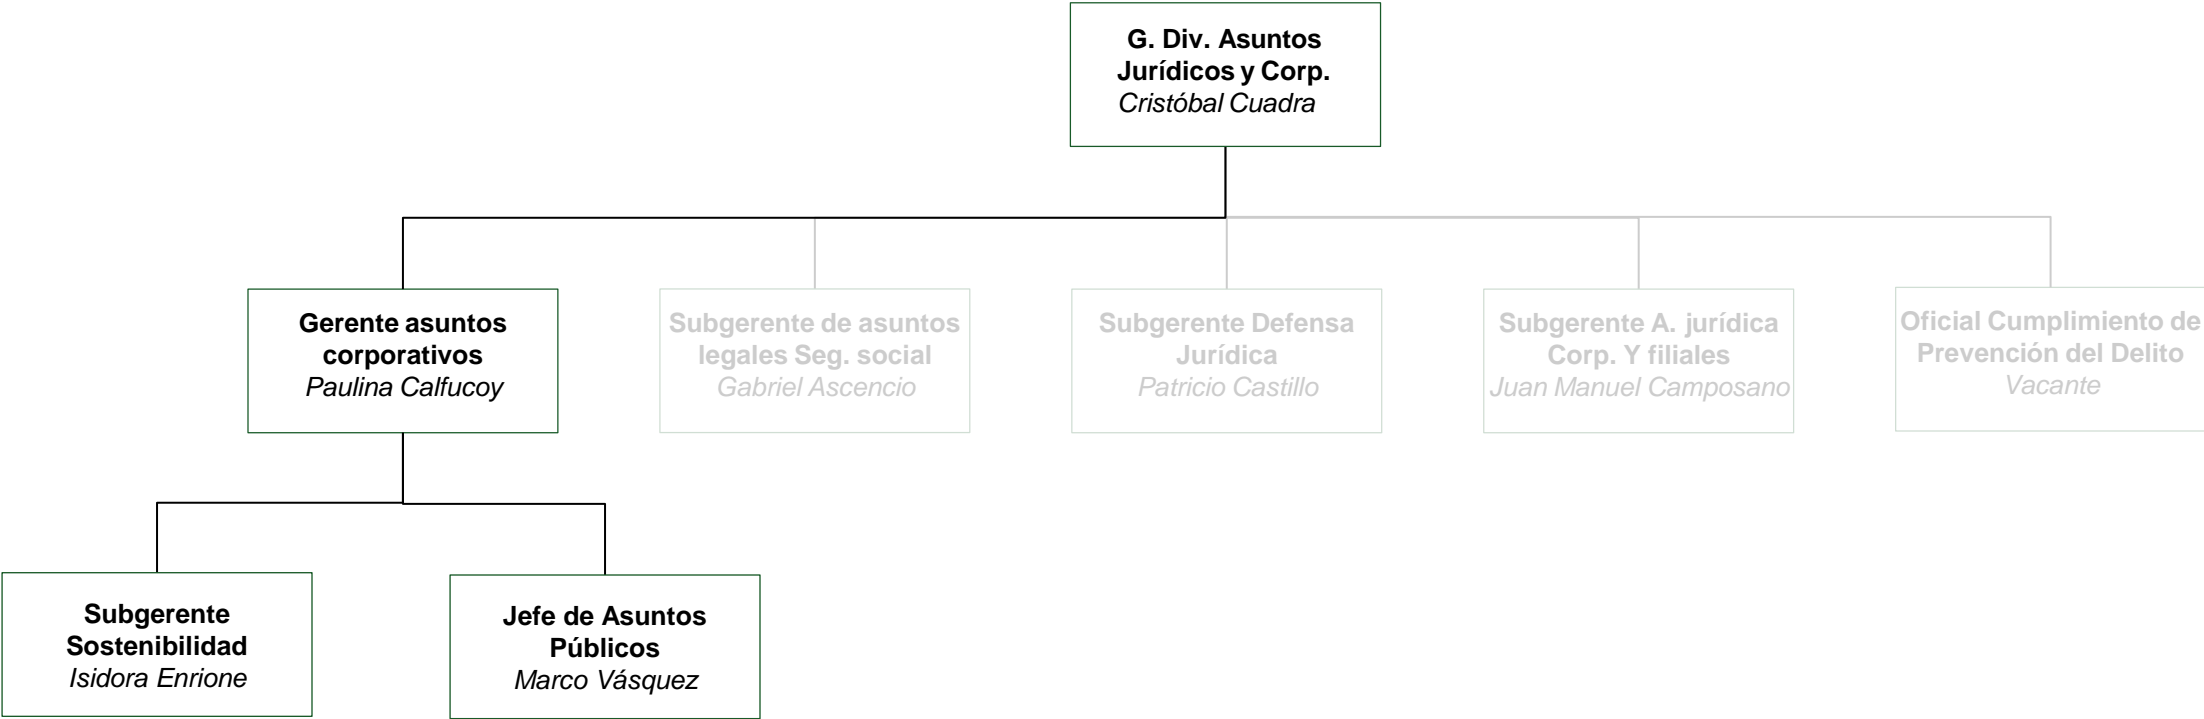 G. Div. Asuntos
Jurídicos y Corp.
Cristóbal Cuadra
Gerente asuntos
corporativos
Paulina Calfucoy
Subgerente de asuntos
legales Seg. social
Gabriel Ascencio
Subgerente Defensa
Jurídica
Patricio Castillo
Subgerente A. jurídica
Corp. Y filiales
Juan Manuel Camposano
Oficial Cumplimiento de
Prevención del Delito
Vacante
Subgerente
Sostenibilidad
Isidora Enrione
Jefe de Asuntos
Públicos
Marco Vásquez